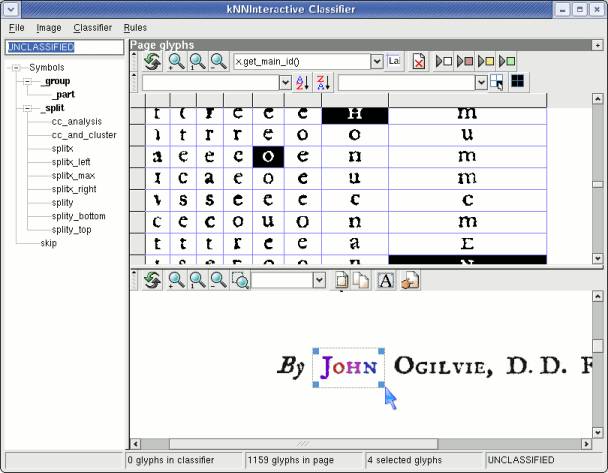 kNNInteractive Classifier
File Image Classifier Rules
UNCLASSIFIED
Symbols
_group
_part
_split
cc_analysis
cc_and_cluster
splitx
splitx_left
splitx_max
splitx_right
splity
splity_bottom
splity_top
skip
Page glyphs
x.get_main_id()
La
t ( r e e e H m
ı t r r e o o u
a e e c o e n m
ı c a e o e u m
v s s e e e c c
c e c o u o n m
t t t r e e a E
A
By JOHN OGILVIE, D. D. F
0 glyphs in classifier
1159 glyphs in page
4 selected glyphs
UNCLASSIFIED